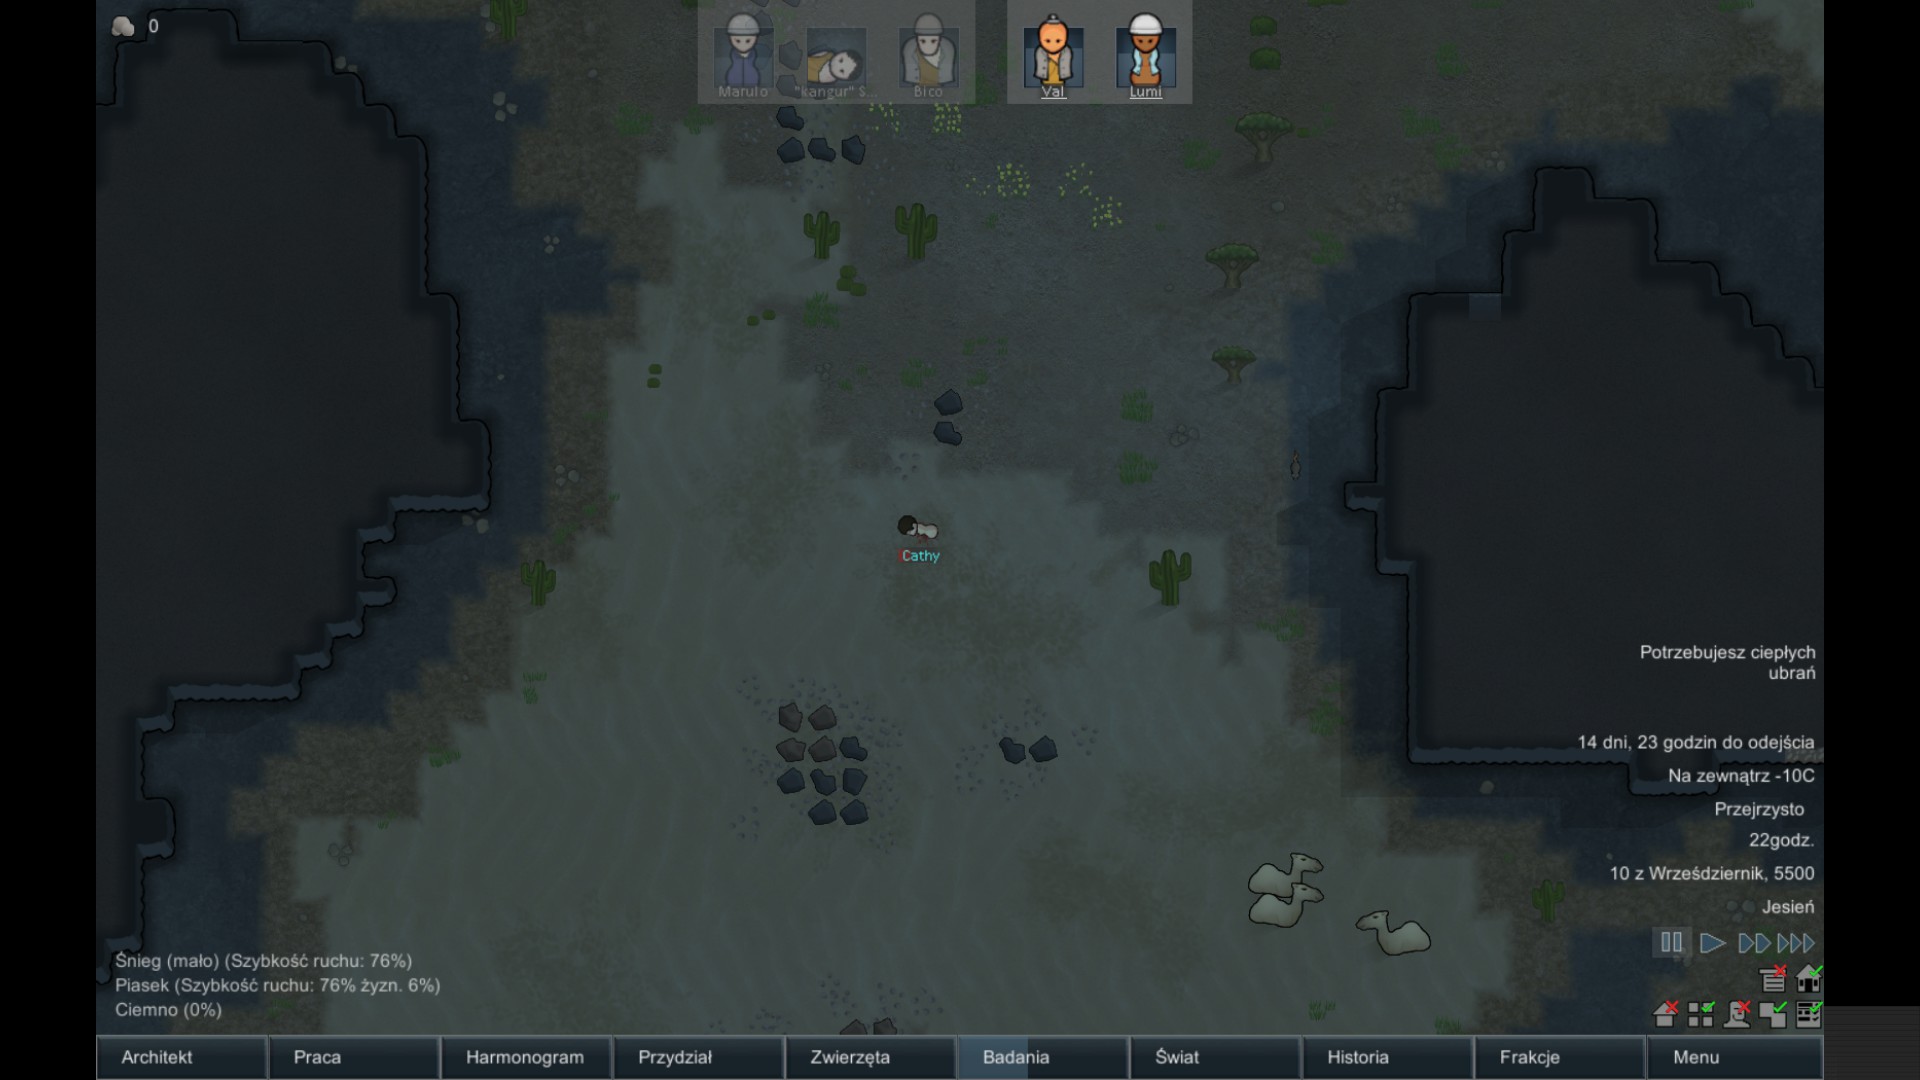 0
Marulo
"kangur" S...
Bico
Val
Lumi
Cathy
Potrzebujesz ciepłych
ubrań
14 dni, 23 godzin do odejścia
Na zewnątrz -10C
Przejrzysto
22godz.
10 z Wrześdziernik, 5500
Jesień
Śnieg (mało) (Szybkość ruchu: 76%)
Piasek (Szybkość ruchu: 76% żyzn. 6%)
Ciemno (0%)
Architekt
Praca
Harmonogram
Przydział
Zwierzęta
Badania
Świat
Historia
Frakcje
Menu